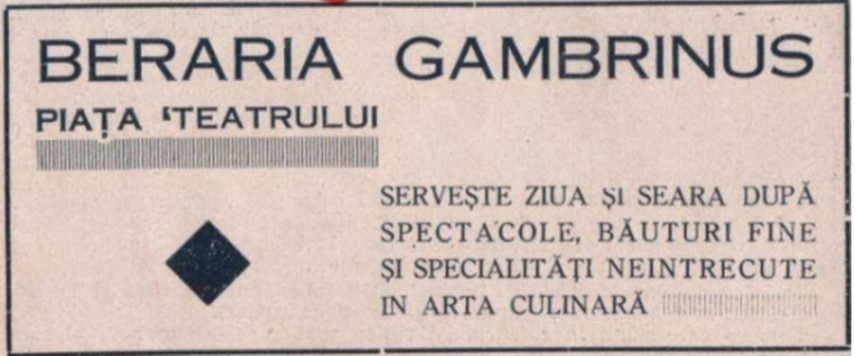 BERARIA GAMBRINUS
PIAȚA 'TEATRULUI
SERVEȘTE ZIUA ȘI SEARA DUPĂ
SPECTACOLE, BĂUTURI FINE
ȘI SPECIALITĂȚI NEINTRECUTE
IN ARTA CULINARĂ